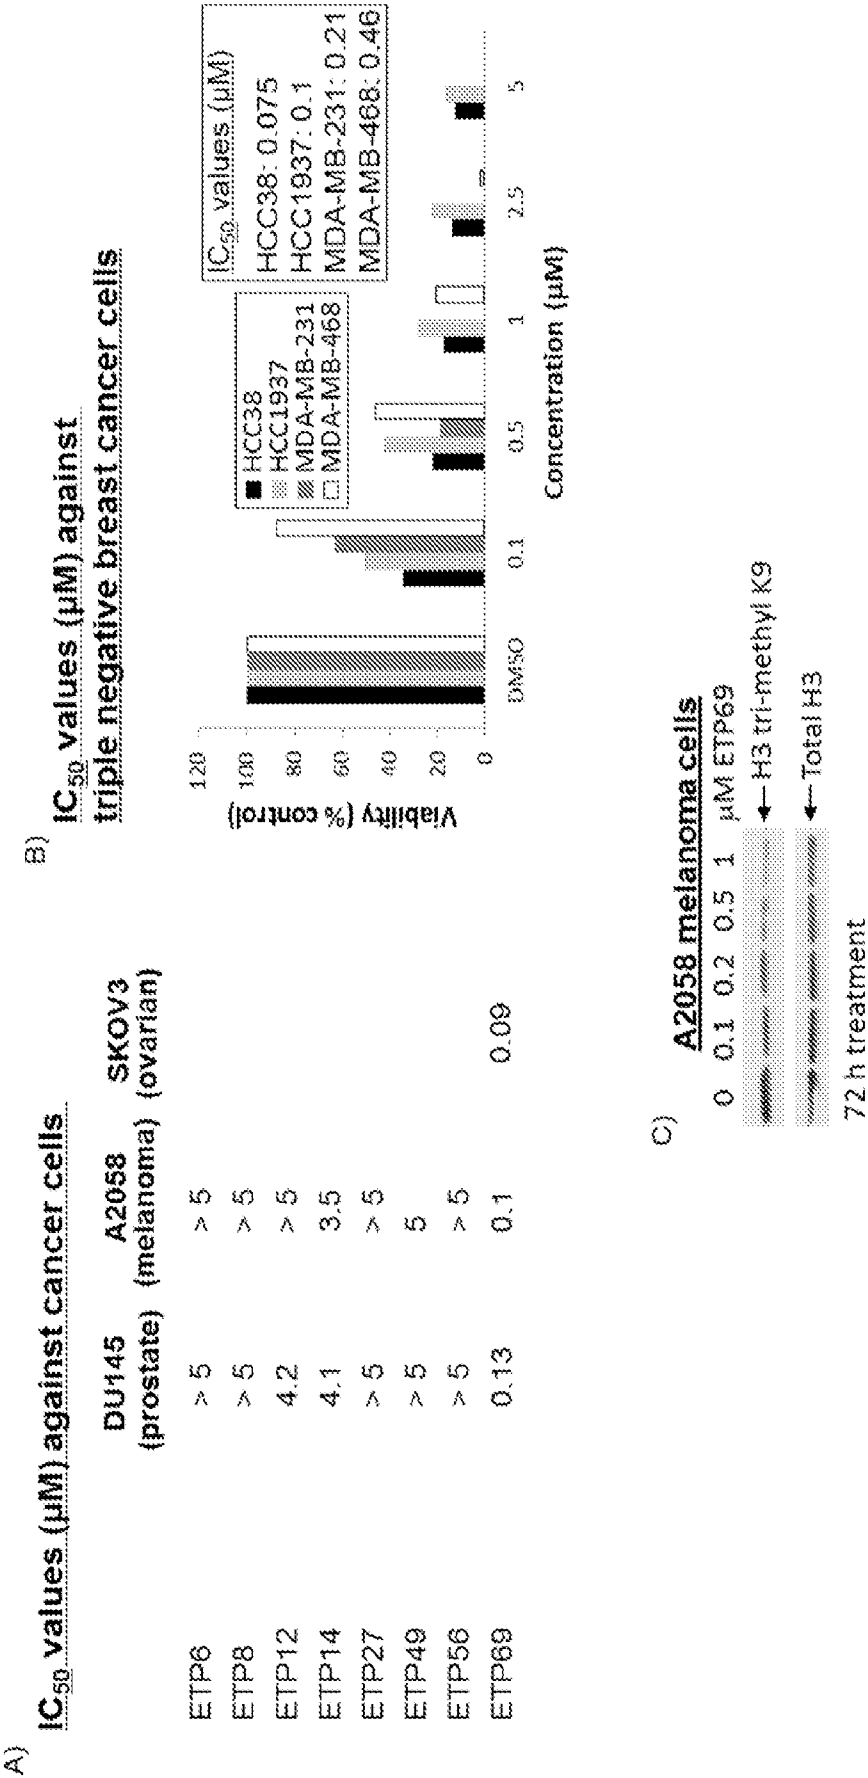 A)
IC50 values (µM) against cancer cells
DU145 A2058 SKOV3
(prostate) (melanoma) (ovarian)
ETP6 > 5 > 5
ETP8 > 5 > 5
ETP12 4.2 > 5
ETP14 4.1 3.5
ETP27 > 5 > 5
ETP49 > 5 5
ETP56 > 5 > 5
ETP69 0.13 0.1 0.09
B)
IC50 values (µM) against
triple negative breast cancer cells
Viability (% control)
120
100
80
60
40
20
0
DMSO 0.1 0.5 1 2.5 5
Concentration (µM)
HCC38
HCC1937
MDA-MB-231
MDA-MB-468
IC50 values (µM)
HCC38: 0.075
HCC1937: 0.1
MDA-MB-231: 0.21
MDA-MB-468: 0.46
C)
A2058 melanoma cells
0 0.1 0.2 0.5 1 µM ETP69
H3 tri-methyl K9
Total H3
72 h treatment